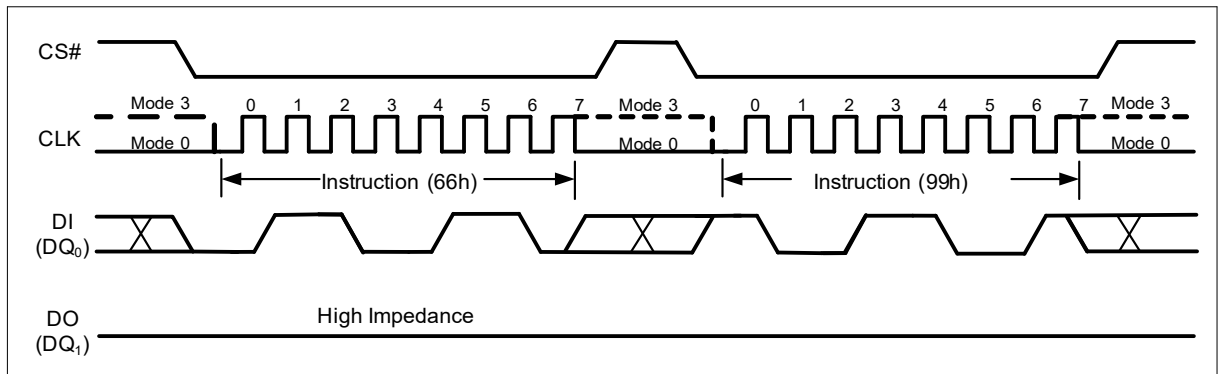 CS#
Mode 3 0 1 2 3 4 5 6 7 Mode 3 0 1 2 3 4 5 6 7 Mode 3
CLK
Mode 0 Mode 0 Mode 0
Instruction (66h) Instruction (99h)
DI
(DQ0)
High Impedance
DO
(DQ1)